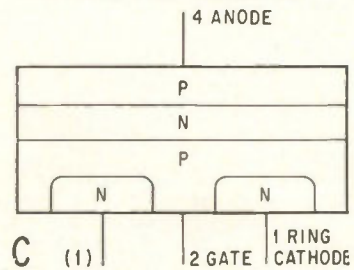 4 ANODE
P
N
P
N N
C (1) 2 GATE 1 RING CATHODE